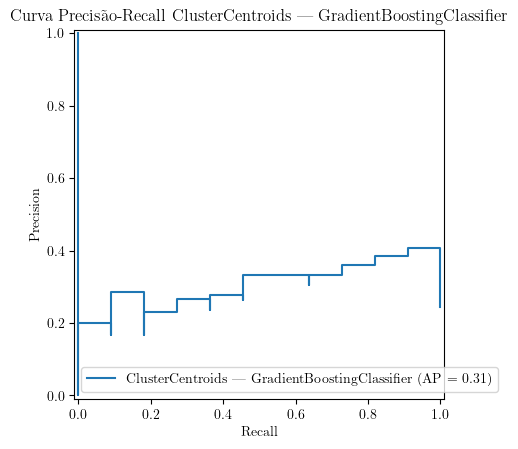 Curva Precisão-Recall ClusterCentroids — GradientBoostingClassifier
1.0
0.8
0.6
0.4
0.2
0.0
Precision
ClusterCentroids — GradientBoostingClassifier (AP = 0.31)
0.0 0.2 0.4 0.6 0.8 1.0
Recall